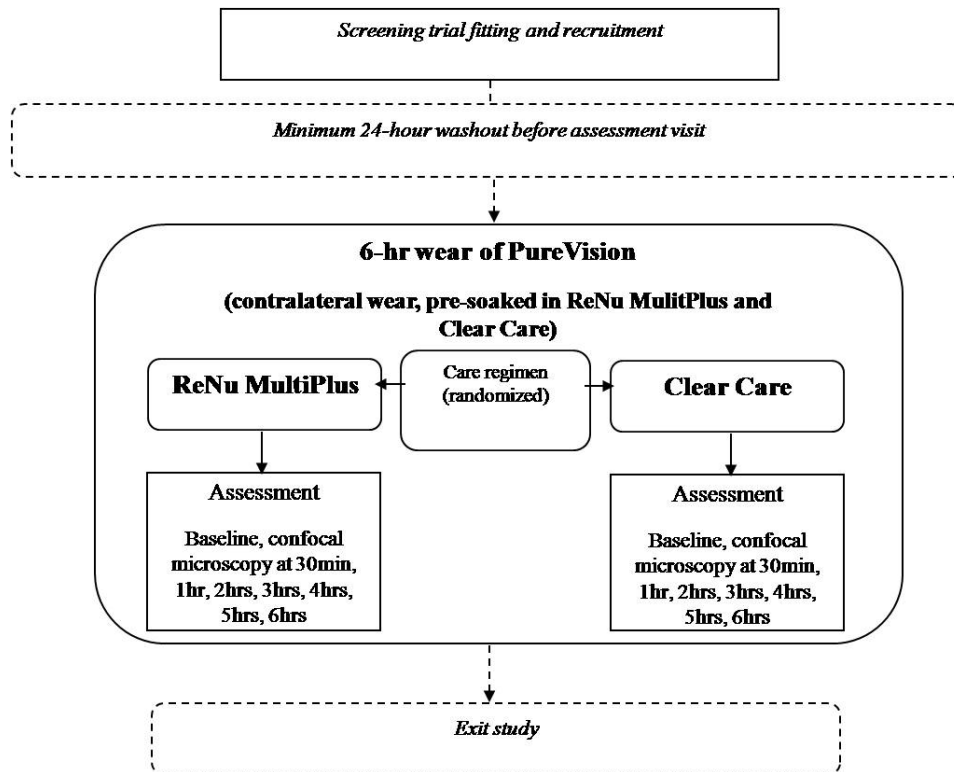 Screening trial fitting and recruitment
Minimum 24-hour washout before assessment visit
6-hr wear of PureVision
(contralateral wear, pre-soaked in ReNu MulitPlus and
Clear Care)
ReNu MultiPlus
Care regimen
(randomized)
Clear Care
Assessment
Baseline, confocal
microscopy at 30min,
1hr, 2hrs, 3hrs, 4hrs,
5hrs, 6hrs
Assessment
Baseline, confocal
microscopy at 30min,
1hr, 2hrs, 3hrs, 4hrs,
5hrs, 6hrs
Exit study